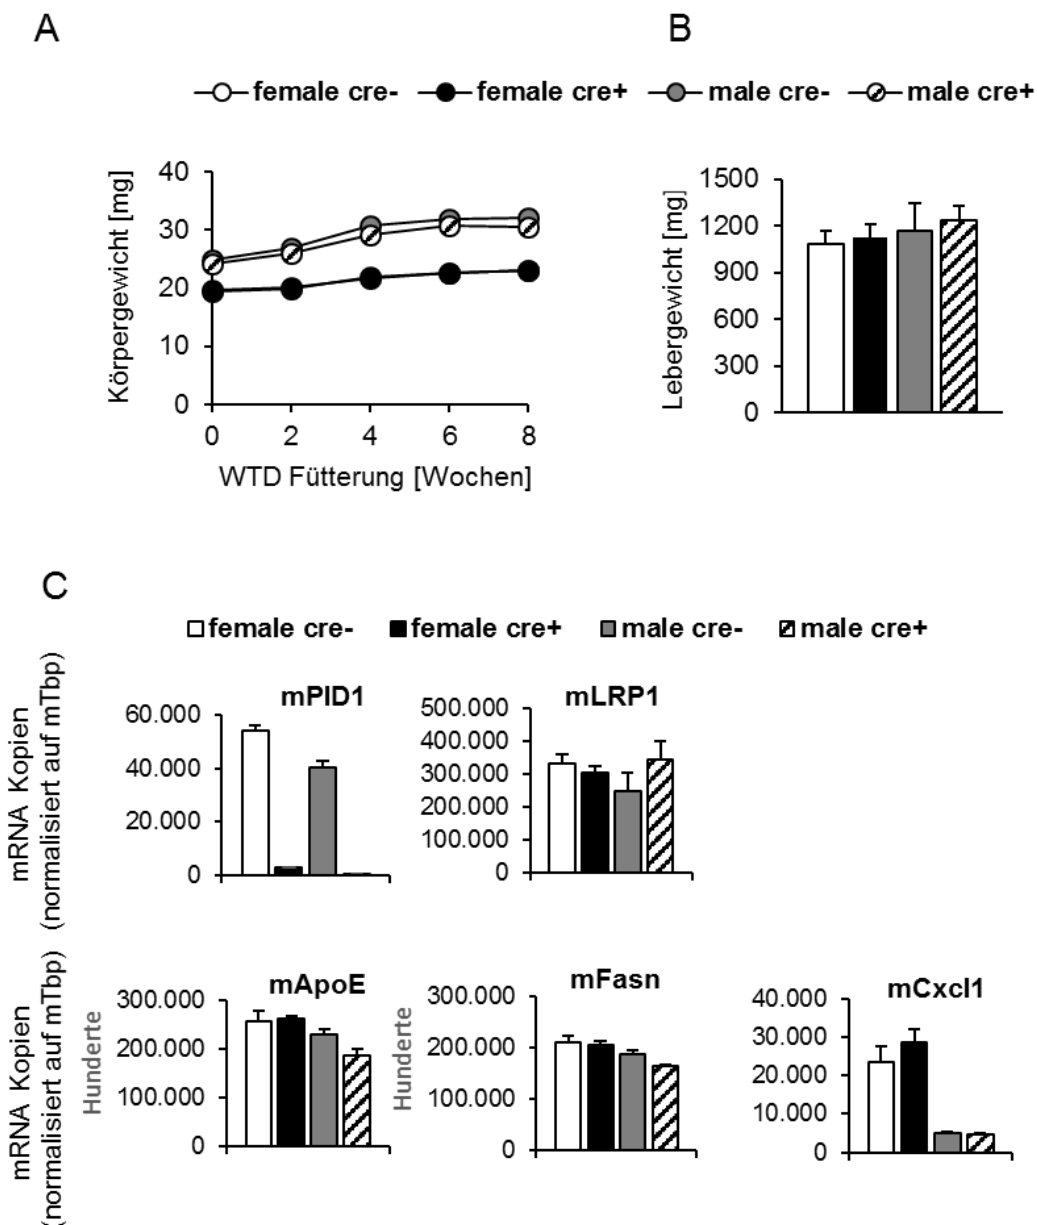 A
B
female cre- female cre+ male cre- male cre+
Körpergewicht [mg]
40
30
20
10
0
0 2 4 6 8
WTD Fütterung [Wochen]
Lebergewicht [mg]
1500
1200
900
600
300
0
C
female cre- female cre+ male cre- male cre+
mRNA Kopien
(normalisiert auf mTbp)
mPID1
60.000
40.000
20.000
0
mLRP1
500.000
400.000
300.000
200.000
100.000
0
mRNA Kopien
(normalisiert auf mTbp)
Hunderte
mApoE
300.000
200.000
100.000
0
Hunderte
mFasn
300.000
200.000
100.000
0
mCxcl1
40.000
30.000
20.000
10.000
0